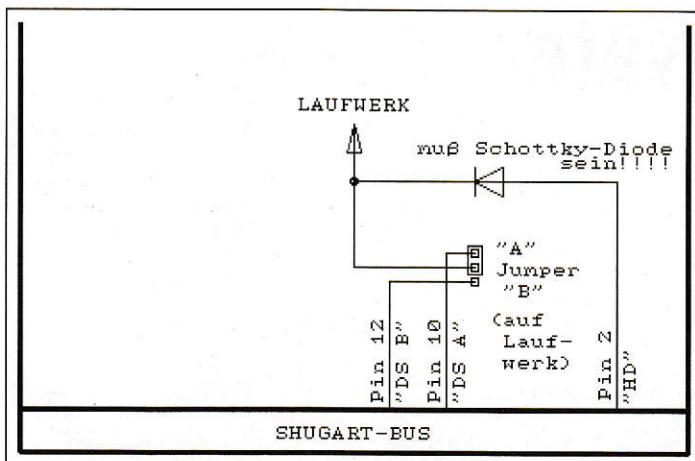 LAUFWERK
muß Schottky-Diode
sein!!!!
"A"
Jumper
"B"
(auf
Lauf-
werk)
Pin 12
"DS B"
Pin 10
"DS A"
Pin 2
"HD"
SHUGART-BUS